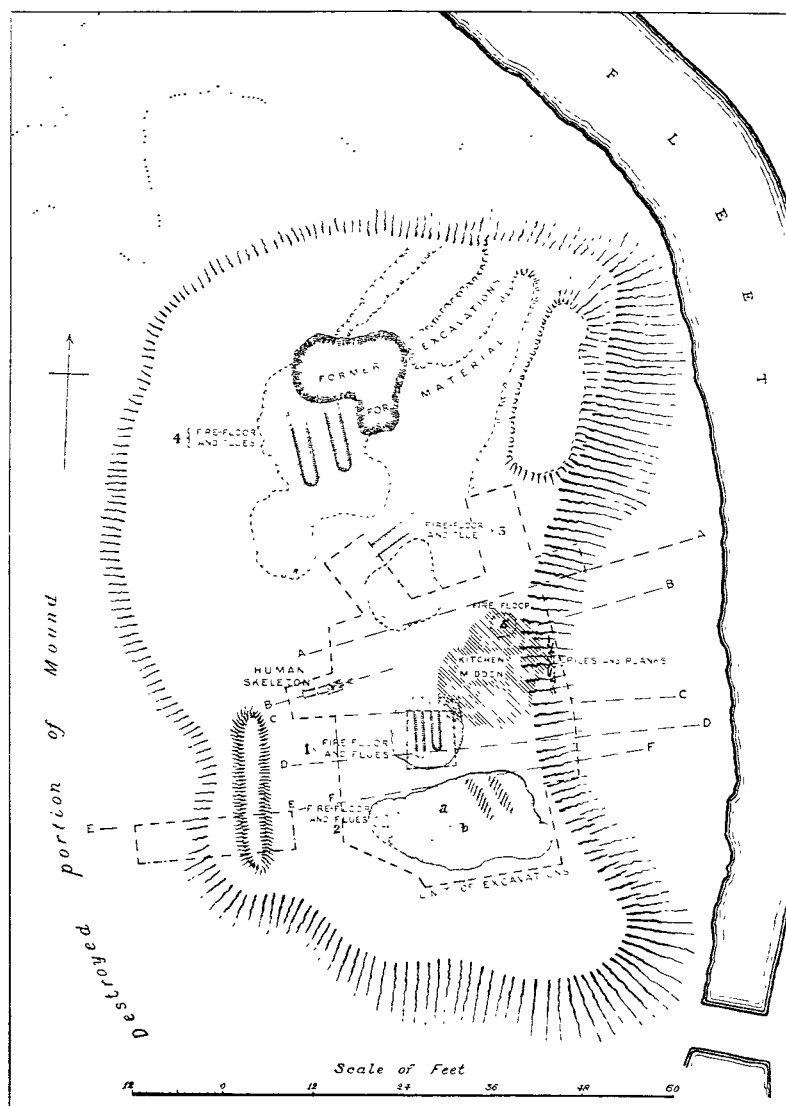 F L E E T
FORMER EXCAVATIONS
FOR MATERIAL
4 { FIRE-FLOOR
AND FLUES
FIRE-FLOOR
AND FLUE } 3
A
B
A
FIRE FLOOR
5
HUMAN
SKELETON
KITCHEN
MIDDEN
PILES AND PLANKS
B
C
C
D
1 { FIRE-FLOOR
AND FLUES
D
F
F
E
FIRE-FLOOR
AND FLUES
2
a
b
E
LIMIT OF EXCAVATIONS
Destroyed portion of Mound
Scale of Feet
12 0 12 24 36 48 60